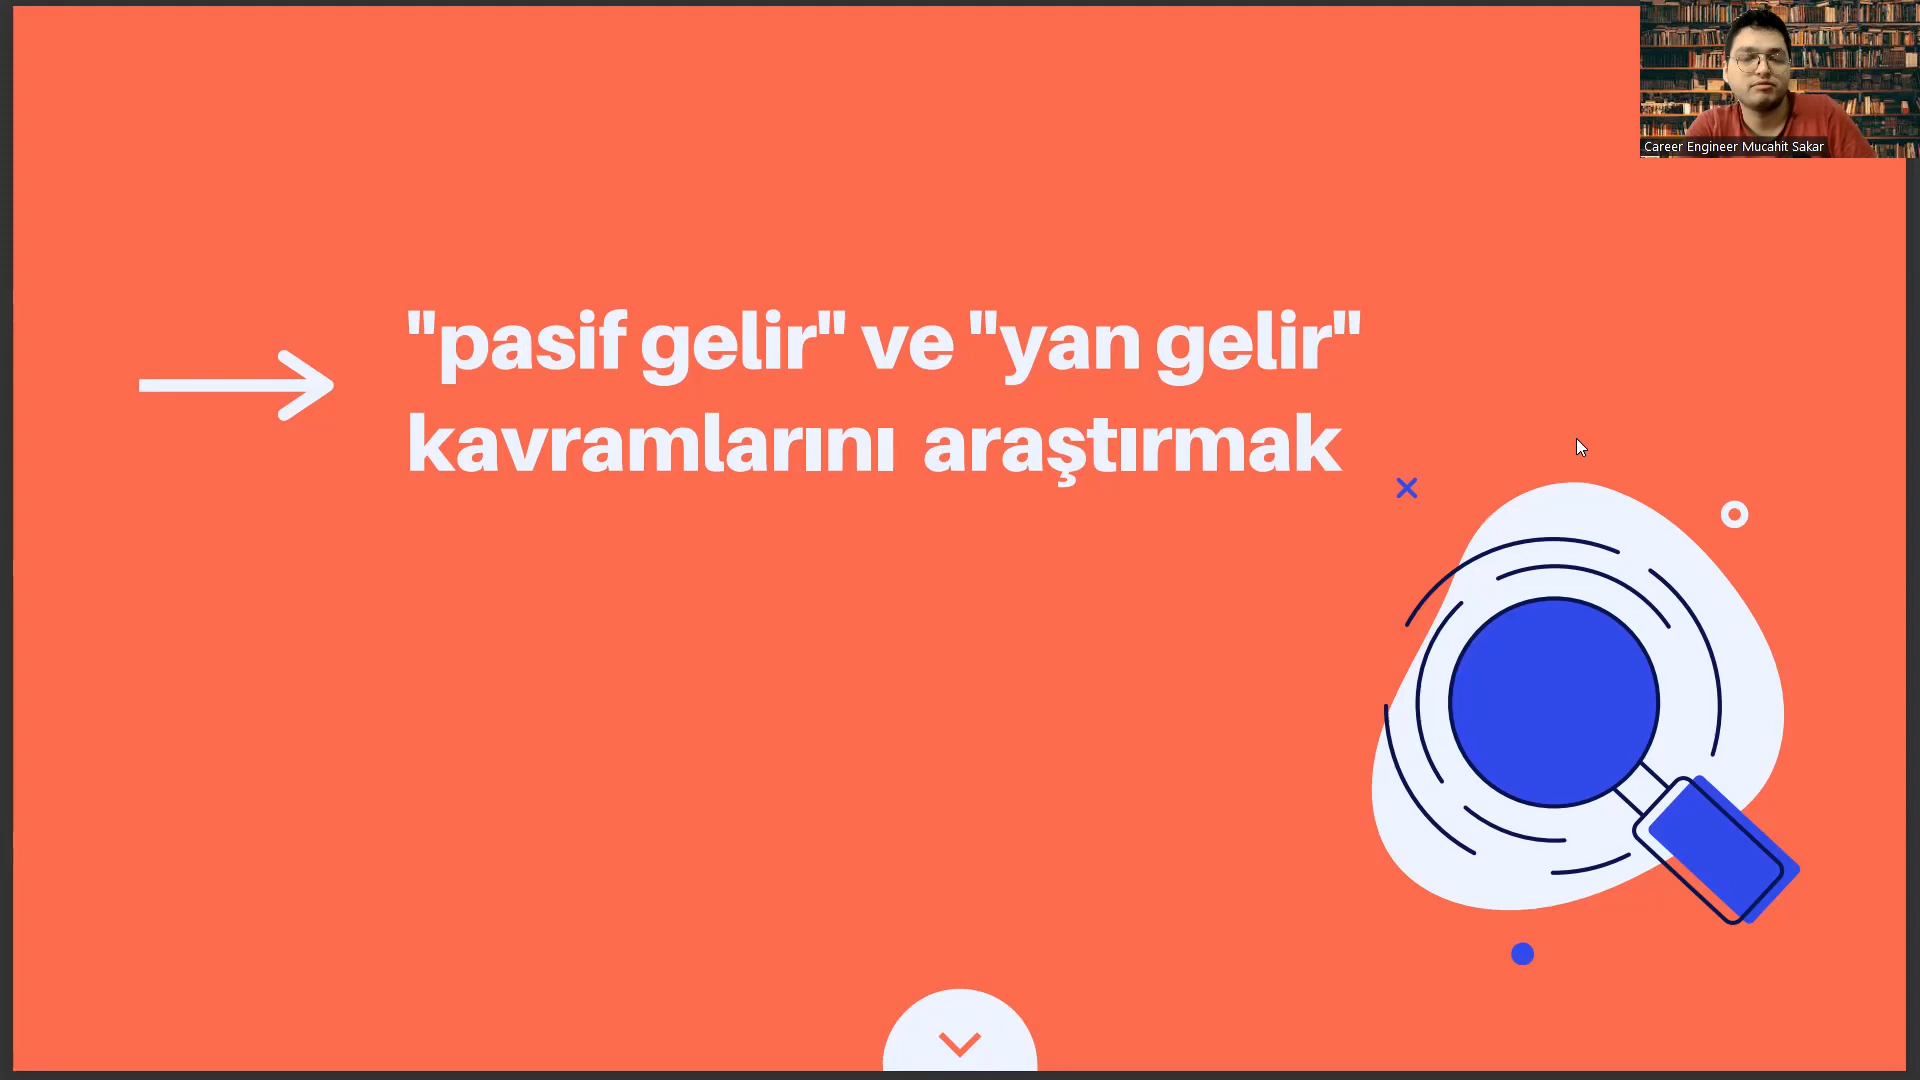 Career Engineer Mucahit Sakar
"pasif gelir" ve "yan gelir"
kavramlarını araştırmak